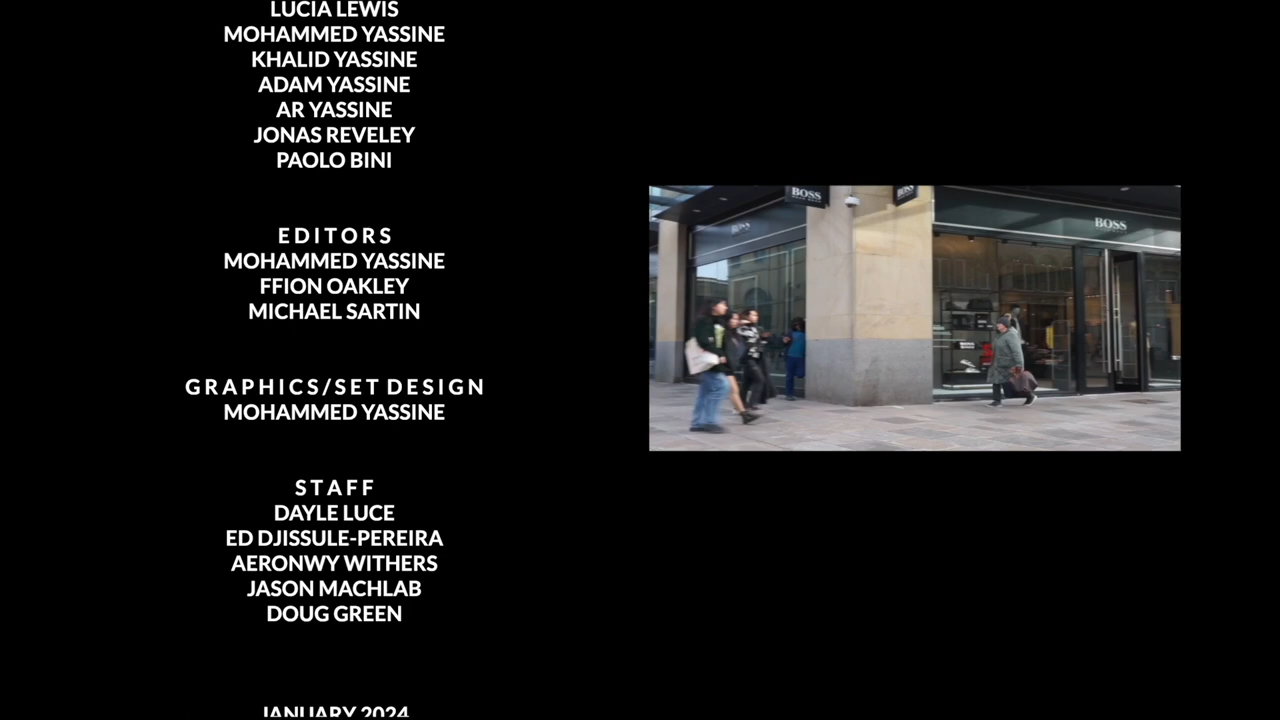 LUCIA LEWIS
MOHAMMED YASSINE
KHALID YASSINE
ADAM YASSINE
AR YASSINE
JONAS REVELEY
PAOLO BINI
EDITORS
MOHAMMED YASSINE
FFION OAKLEY
MICHAEL SARTIN
GRAPHICS/SET DESIGN
MOHAMMED YASSINE
STAFF
DAYLE LUCE
ED DJISSULE-PEREIRA
AERONWY WITHERS
JASON MACHLAB
DOUG GREEN
JANUARY 2024
BOSS
BOSS
BOSS
BOSS